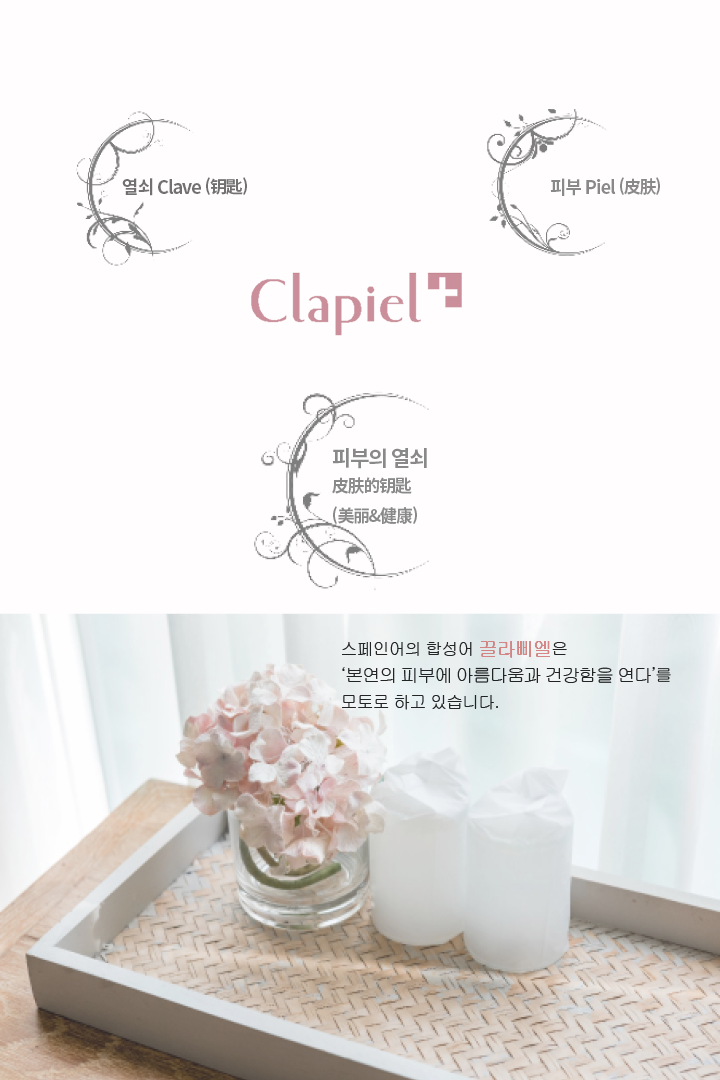 열쇠 Clave (钥匙)
피부 Piel (皮肤)
Clapiel
피부의 열쇠
皮肤的钥匙
(美丽&健康)
스페인어의 합성어 끌라삐엘은
‘본연의 피부에 아름다움과 건강함을 연다’를
모토로 하고 있습니다.